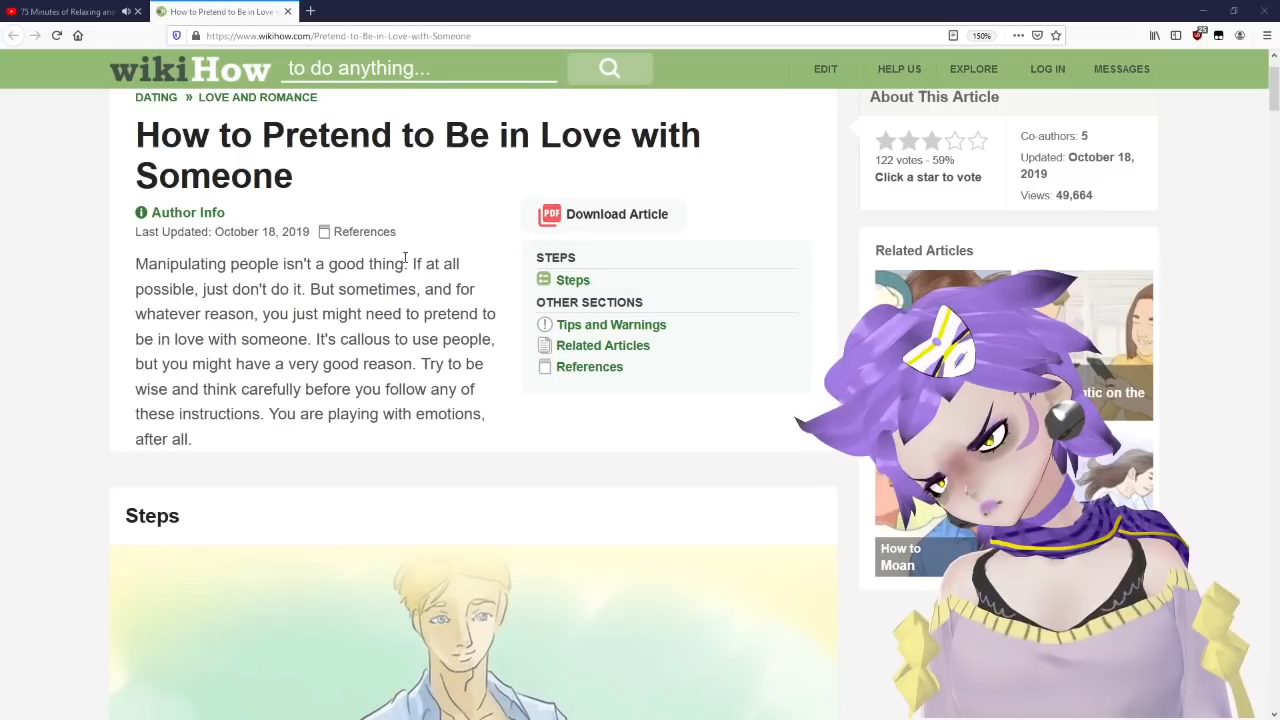 75 Minutes of Relaxing and
How to Pretend to Be in Love w
https://www.wikihow.com/Pretend-to-Be-in-Love-with-Someone
150%
25
wikiHow to do anything...
EDIT HELP US EXPLORE LOG IN MESSAGES
DATING » LOVE AND ROMANCE
How to Pretend to Be in Love with
Someone
Author Info
Last Updated: October 18, 2019 References
Manipulating people isn't a good thing. If at all
possible, just don't do it. But sometimes, and for
whatever reason, you just might need to pretend to
be in love with someone. It's callous to use people,
but you might have a very good reason. Try to be
wise and think carefully before you follow any of
these instructions. You are playing with emotions,
after all.
PDF Download Article
STEPS
Steps
OTHER SECTIONS
Tips and Warnings
Related Articles
References
Steps
About This Article
122 votes - 59%
Click a star to vote
Co-authors: 5
Updated: October 18,
2019
Views: 49,664
Related Articles
on the
How to
Moan